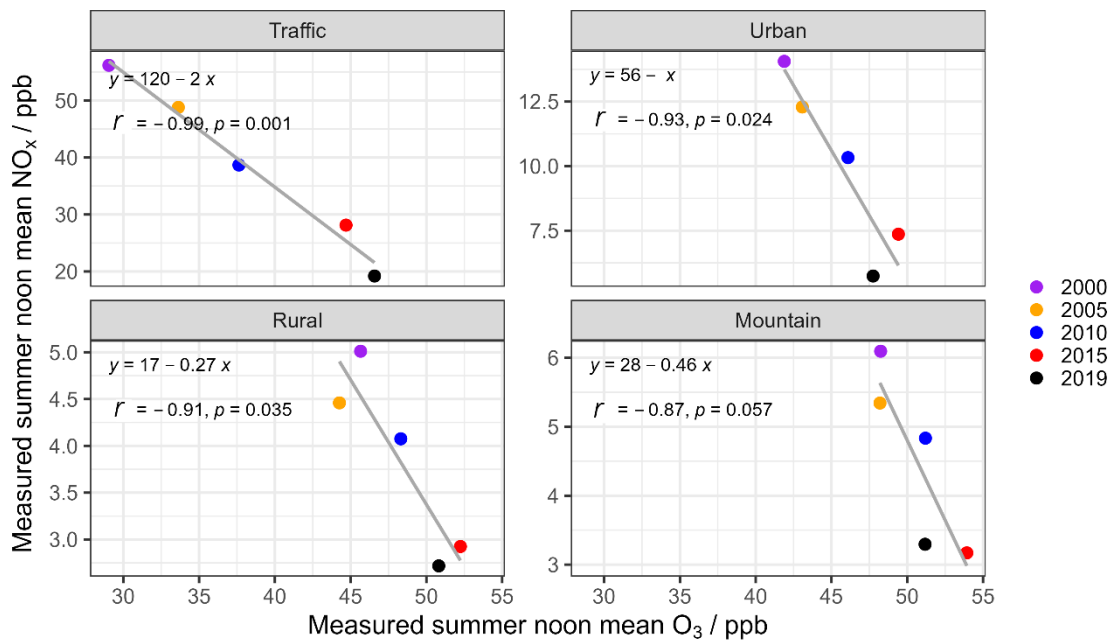 Traffic
Urban
y = 120 − 2 x
r = −0.99, p = 0.001
y = 56 − x
r = −0.93, p = 0.024
50
40
30
20
12.5
10.0
7.5
Rural
Mountain
y = 17 − 0.27 x
r = −0.91, p = 0.035
y = 28 − 0.46 x
r = −0.87, p = 0.057
5.0
4.5
4.0
3.5
3.0
6
5
4
3
30 35 40 45 50 55
30 35 40 45 50 55
Measured summer noon mean O₃ / ppb
Measured summer noon mean NOₓ / ppb
2000
2005
2010
2015
2019